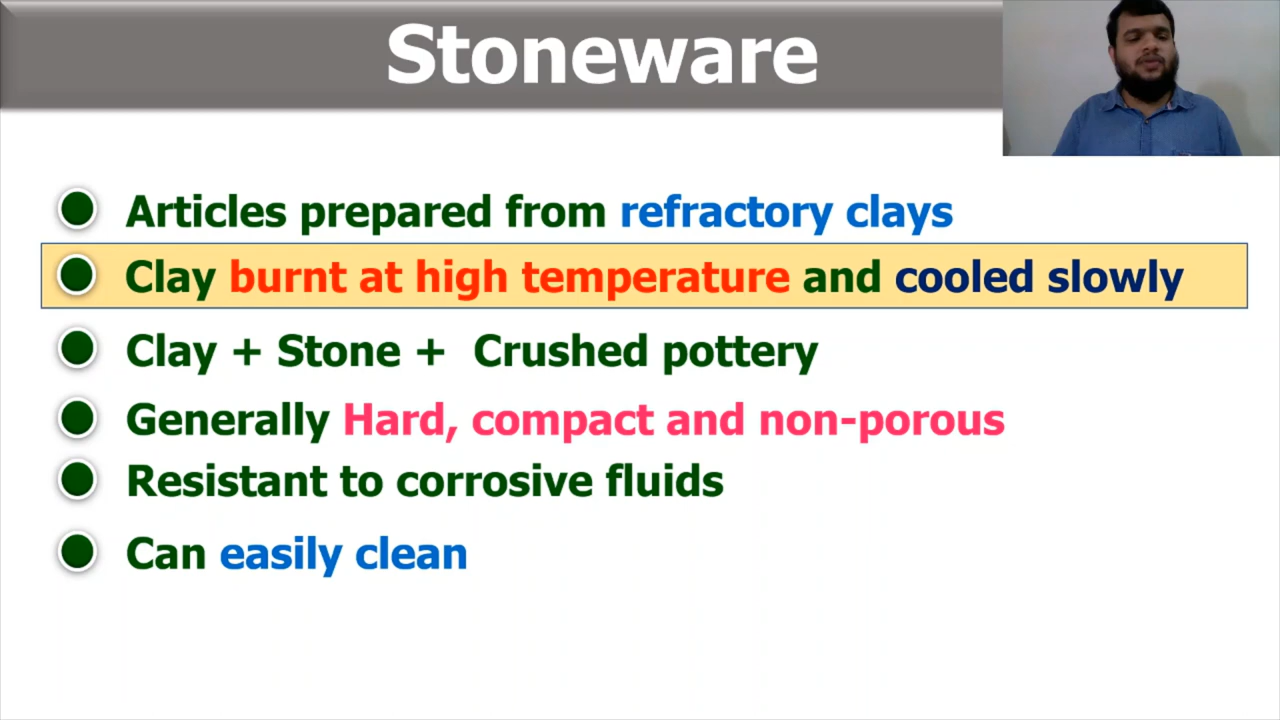 Stoneware
Articles prepared from refractory clays
Clay burnt at high temperature and cooled slowly
Clay + Stone + Crushed pottery
Generally Hard, compact and non-porous
Resistant to corrosive fluids
Can easily clean